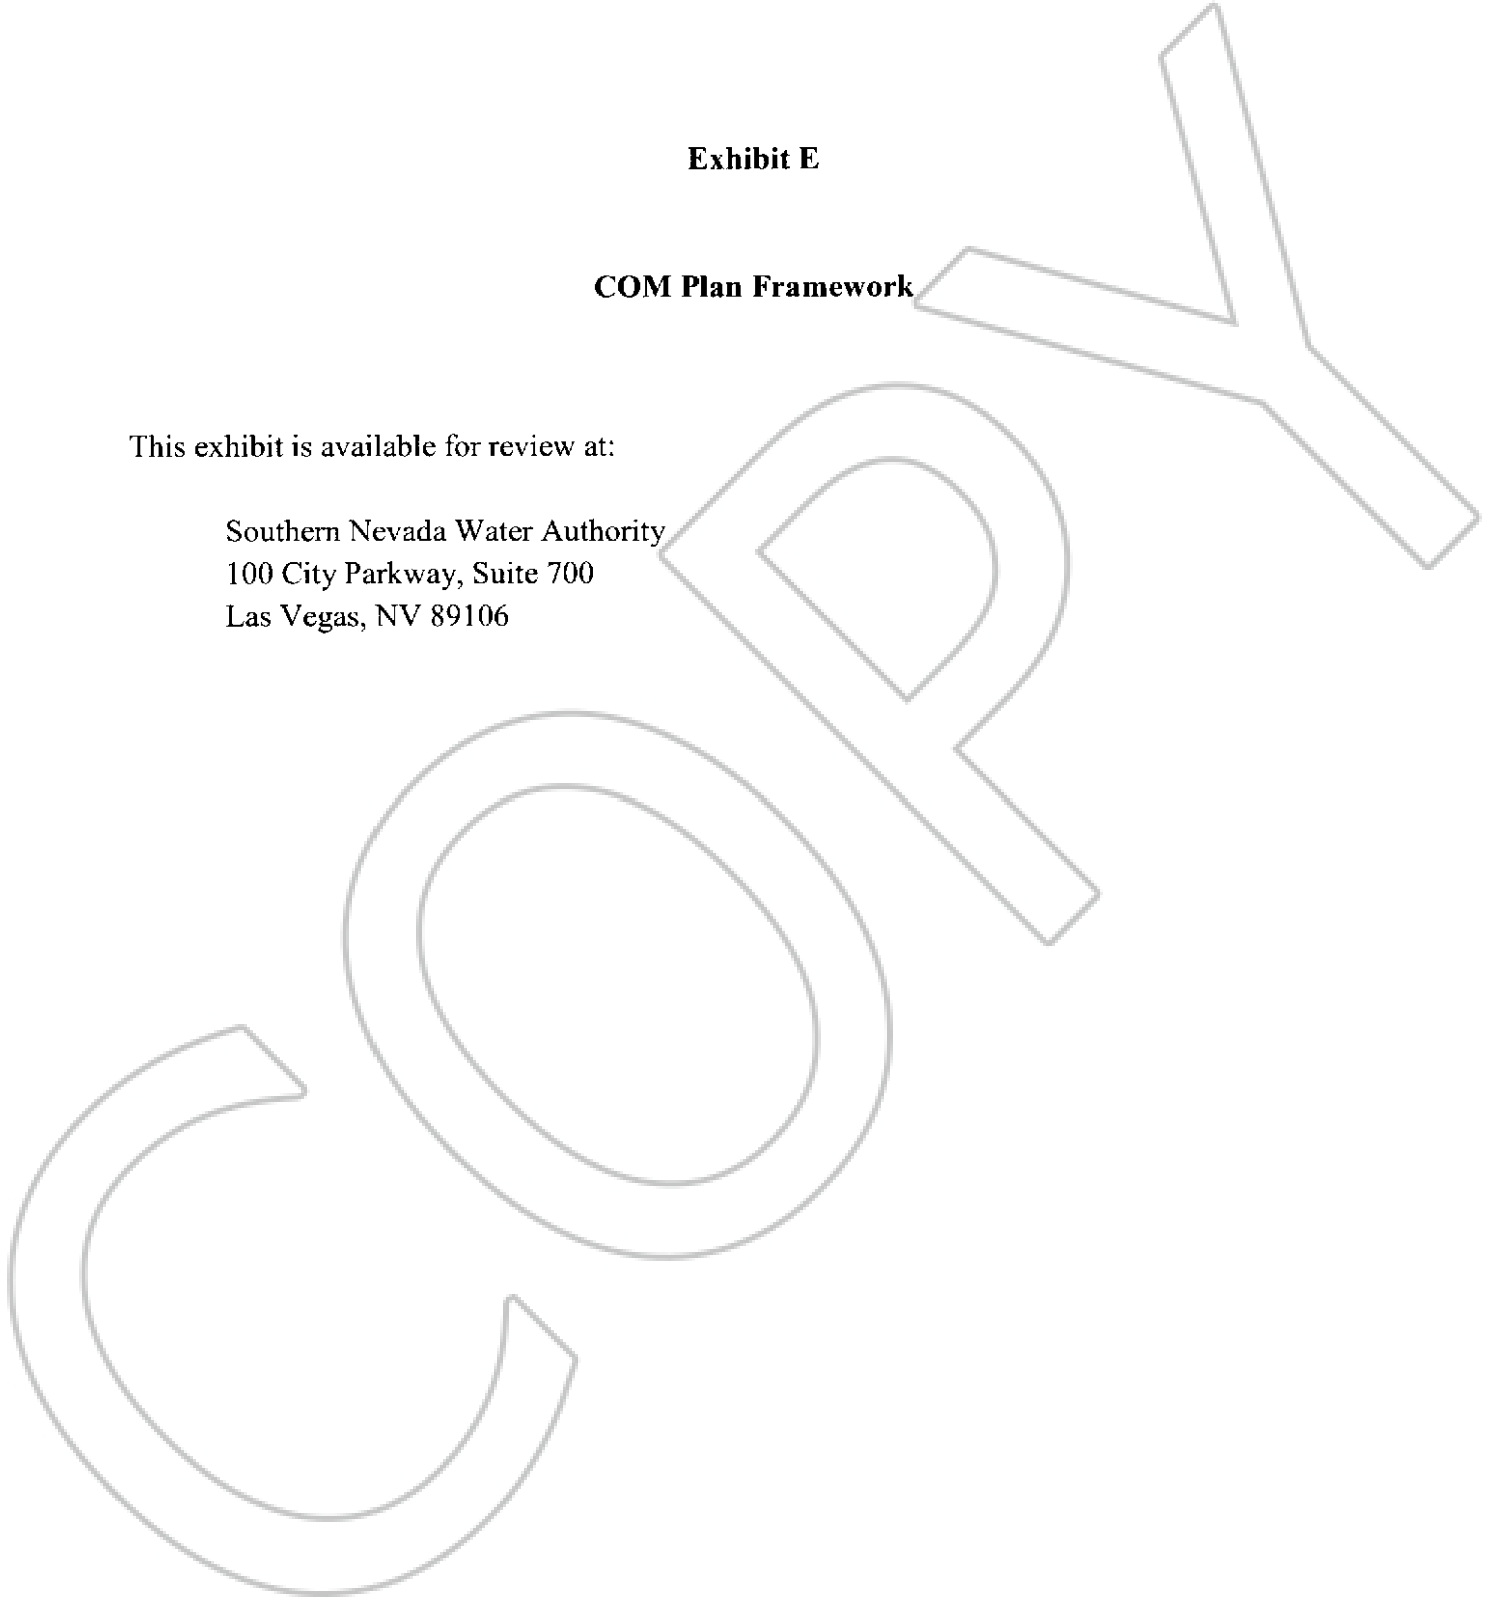 Exhibit E
COM Plan Framework
This exhibit is available for review at:
Southern Nevada Water Authority
100 City Parkway, Suite 700
Las Vegas, NV 89106
COPY